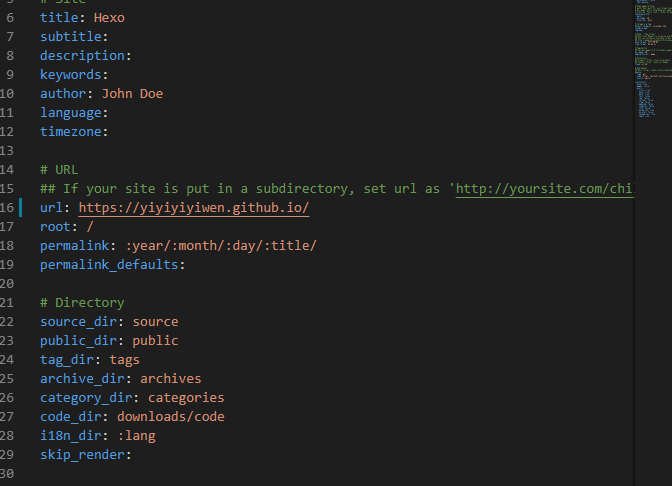 5 # Site
6 title: Hexo
7 subtitle:
8 description:
9 keywords:
10 author: John Doe
11 language:
12 timezone:
13
14 # URL
15 ## If your site is put in a subdirectory, set url as 'http://yoursite.com/chi
16 url: https://yiyiyiyiwen.github.io/
17 root: /
18 permalink: :year/:month/:day/:title/
19 permalink_defaults:
20
21 # Directory
22 source_dir: source
23 public_dir: public
24 tag_dir: tags
25 archive_dir: archives
26 category_dir: categories
27 code_dir: downloads/code
28 i18n_dir: :lang
29 skip_render:
30